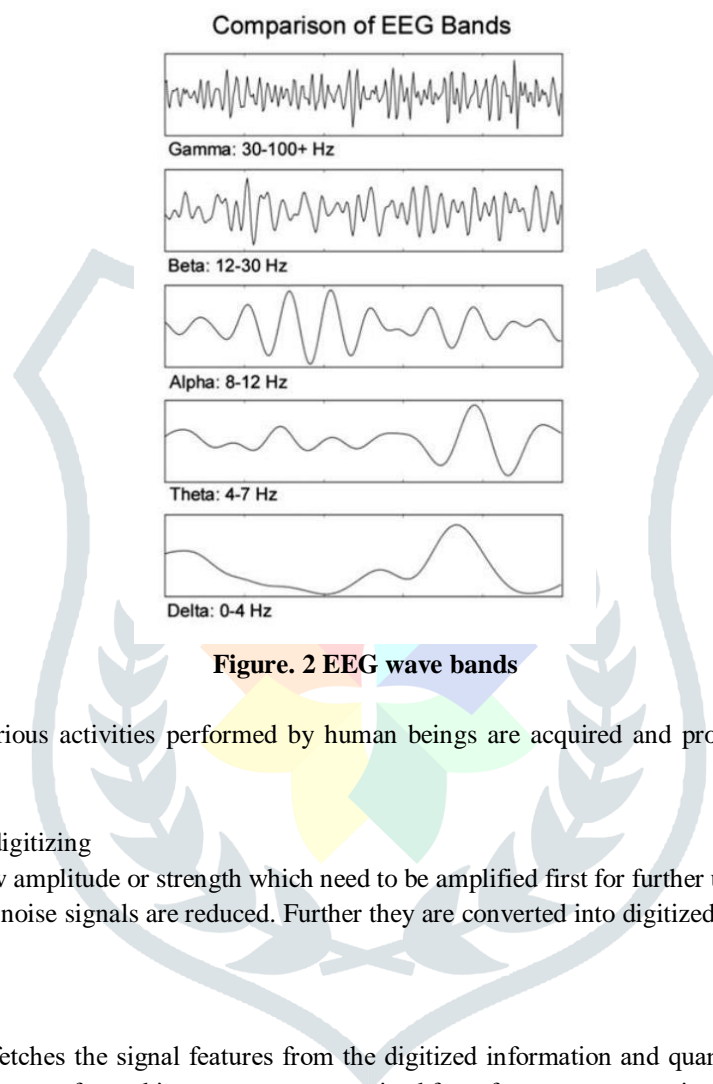 Comparison of EEG Bands
Gamma: 30-100+ Hz
Beta: 12-30 Hz
Alpha: 8-12 Hz
Theta: 4-7 Hz
Delta: 0-4 Hz
Figure. 2 EEG wave bands
rious activities performed by human beings are acquired and pro
digitizing
w amplitude or strength which need to be amplified first for further u
noise signals are reduced. Further they are converted into digitized
fetches the signal features from the digitized information and quan